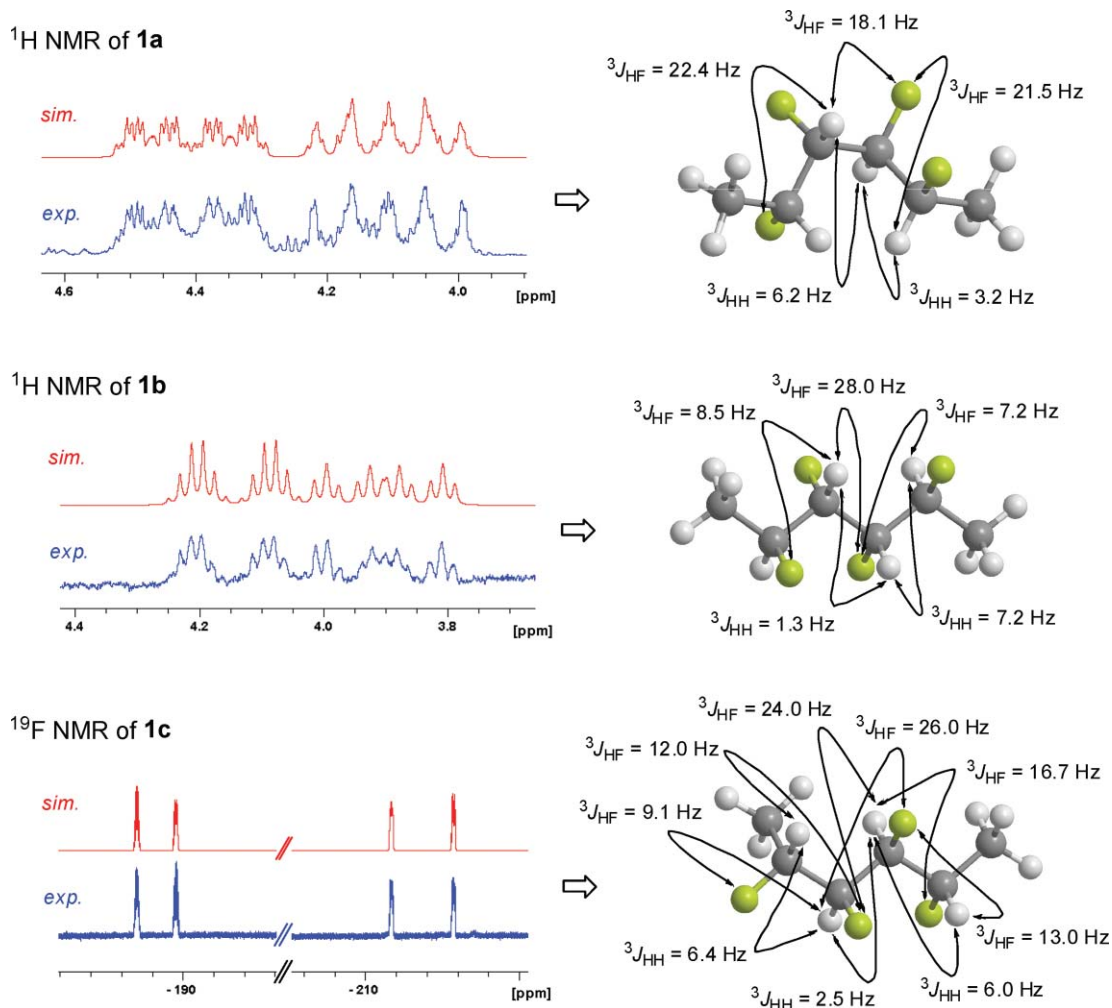 ¹H NMR of 1a
sim.
exp.
4.6 4.4 4.2 4.0 [ppm]
³JHF = 18.1 Hz
³JHF = 22.4 Hz
³JHF = 21.5 Hz
³JHH = 6.2 Hz
³JHH = 3.2 Hz
¹H NMR of 1b
sim.
exp.
4.4 4.2 4.0 3.8 [ppm]
³JHF = 28.0 Hz
³JHF = 8.5 Hz
³JHF = 7.2 Hz
³JHH = 1.3 Hz
³JHH = 7.2 Hz
¹⁹F NMR of 1c
sim.
exp.
-190 -210 [ppm]
³JHF = 24.0 Hz
³JHF = 26.0 Hz
³JHF = 12.0 Hz
³JHF = 16.7 Hz
³JHF = 9.1 Hz
³JHF = 13.0 Hz
³JHH = 6.4 Hz
³JHH = 2.5 Hz
³JHH = 6.0 Hz